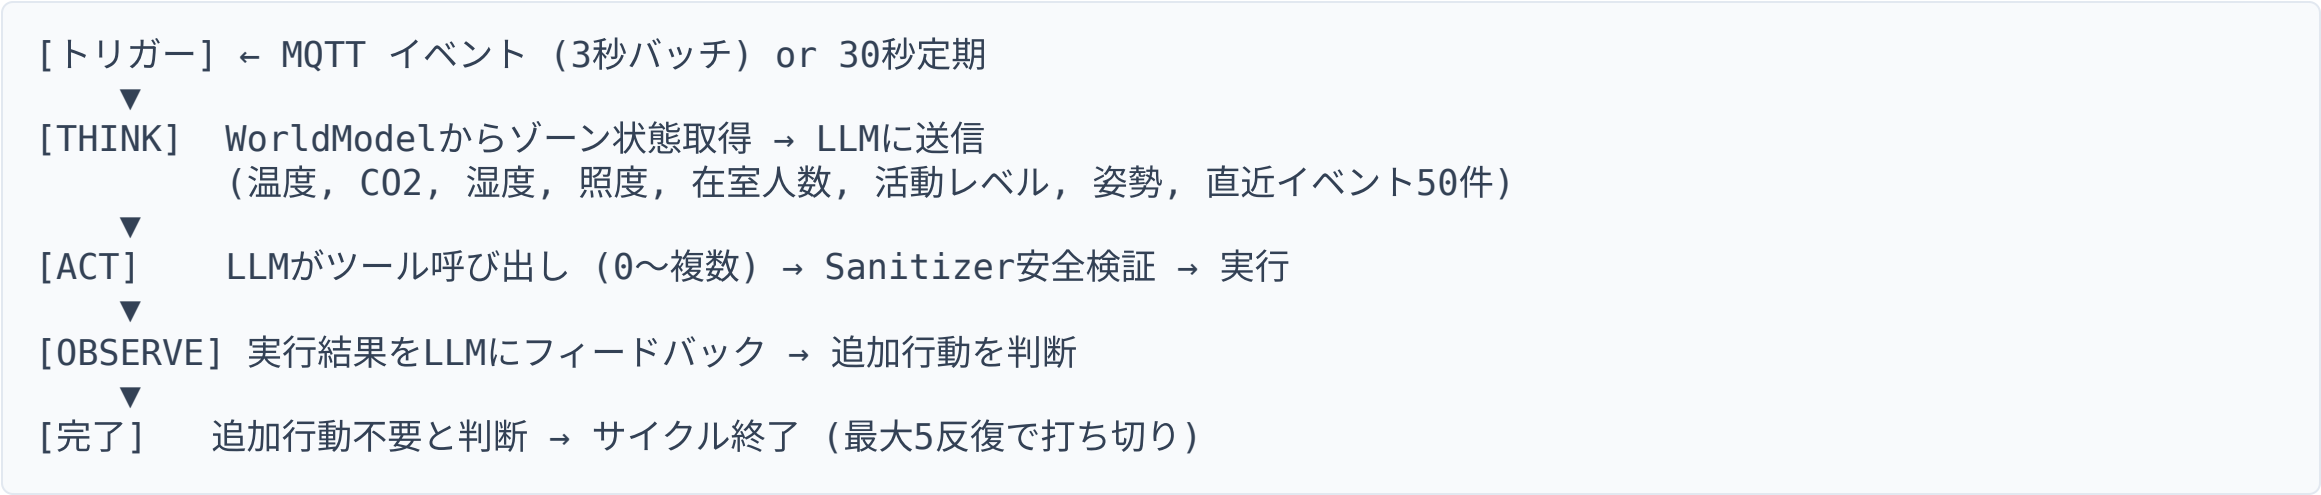 [トリガー] ← MQTT イベント (3秒バッチ) or 30秒定期
▼
[THINK] WorldModelからゾーン状態取得 → LLMに送信
(温度, CO2, 湿度, 照度, 在室人数, 活動レベル, 姿勢, 直近イベント50件)
▼
[ACT] LLMがツール呼び出し (0〜複数) → Sanitizer安全検証 → 実行
▼
[OBSERVE] 実行結果をLLMにフィードバック → 追加行動を判断
▼
[完了] 追加行動不要と判断 → サイクル終了 (最大5反復で打ち切り)